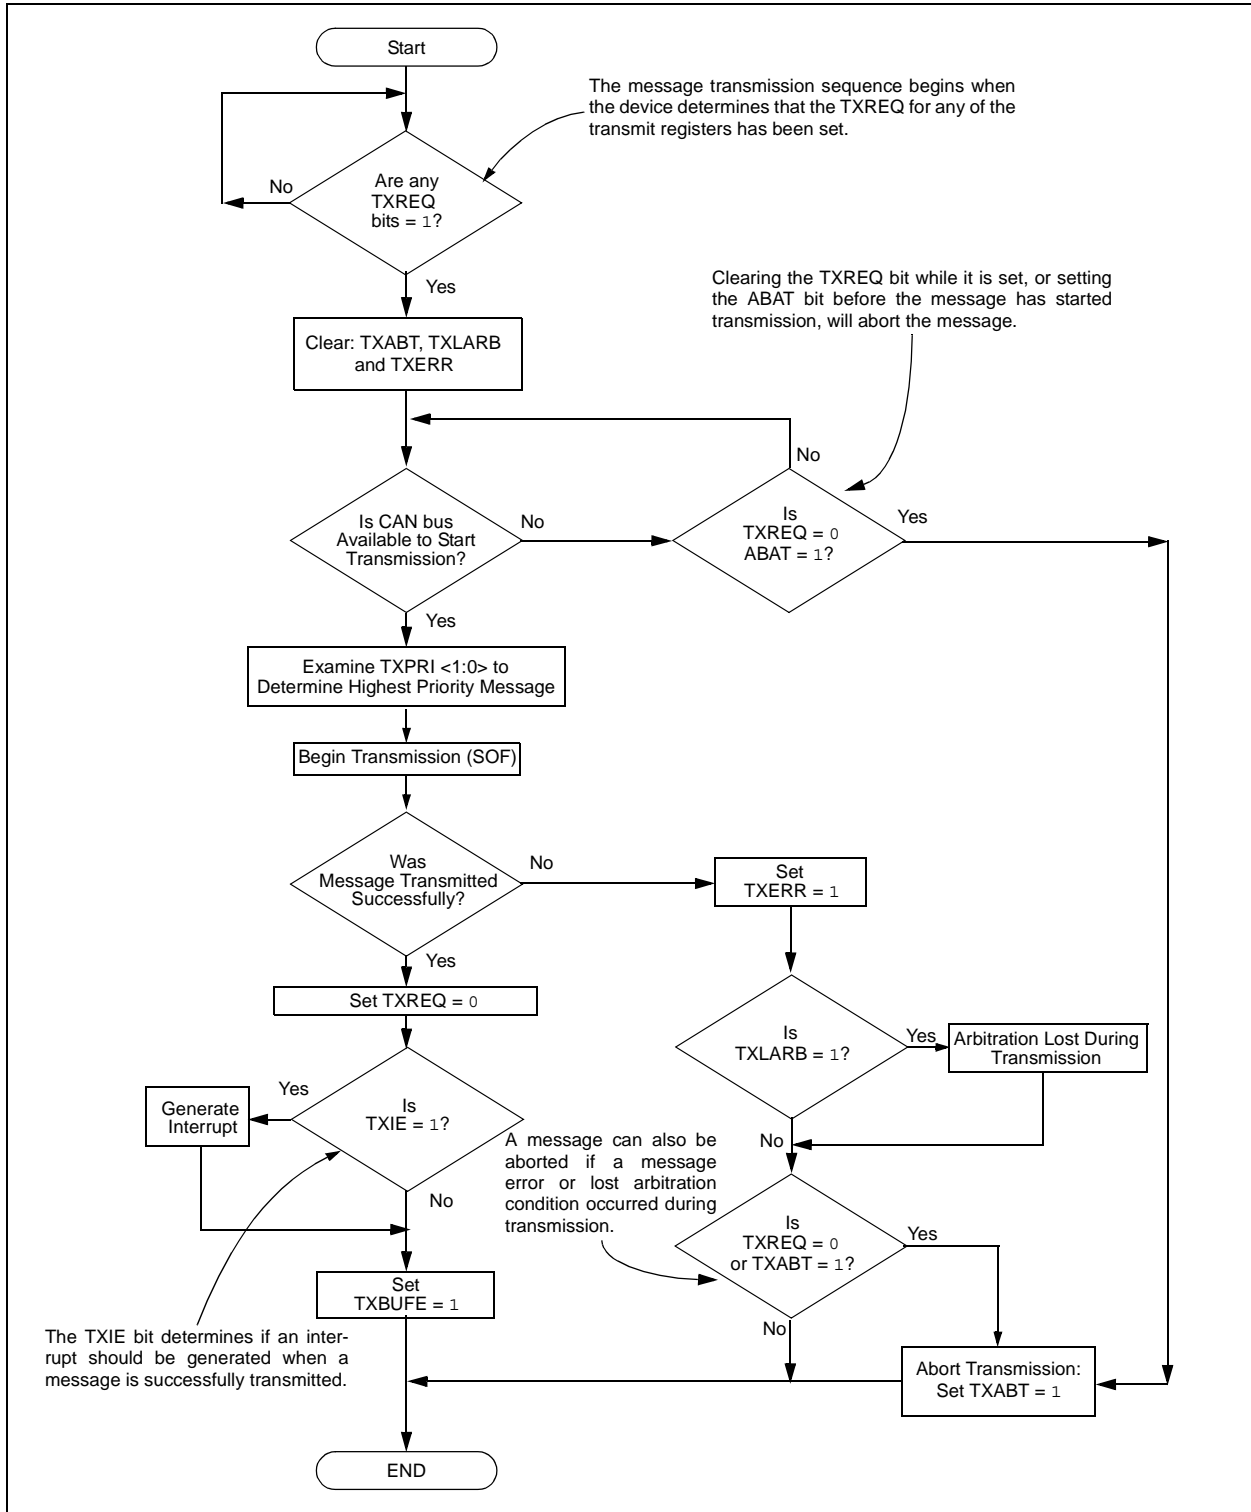 Start
The message transmission sequence begins when
the device determines that the TXREQ for any of the
transmit registers has been set.
No
Are any
TXREQ
bits = 1?
Yes
Clearing the TXREQ bit while it is set, or setting
the ABAT bit before the message has started
transmission, will abort the message.
Clear: TXABT, TXLARB
and TXERR
No
Is CAN bus
Available to Start
Transmission?
No
Is
TXREQ = 0
ABAT = 1?
Yes
Yes
Examine TXPRI <1:0> to
Determine Highest Priority Message
Begin Transmission (SOF)
Was
Message Transmitted
Successfully?
No
Set
TXERR = 1
Yes
Set TXREQ = 0
Is
TXLARB = 1?
Yes
Arbitration Lost During
Transmission
Yes
Generate
Interrupt
Is
TXIE = 1?
No
A message can also be
aborted if a message
error or lost arbitration
condition occurred during
transmission.
No
Is
TXREQ = 0
or TXABT = 1?
Yes
Set
TXBUFE = 1
No
The TXIE bit determines if an inter-
rupt should be generated when a
message is successfully transmitted.
Abort Transmission:
Set TXABT = 1
END